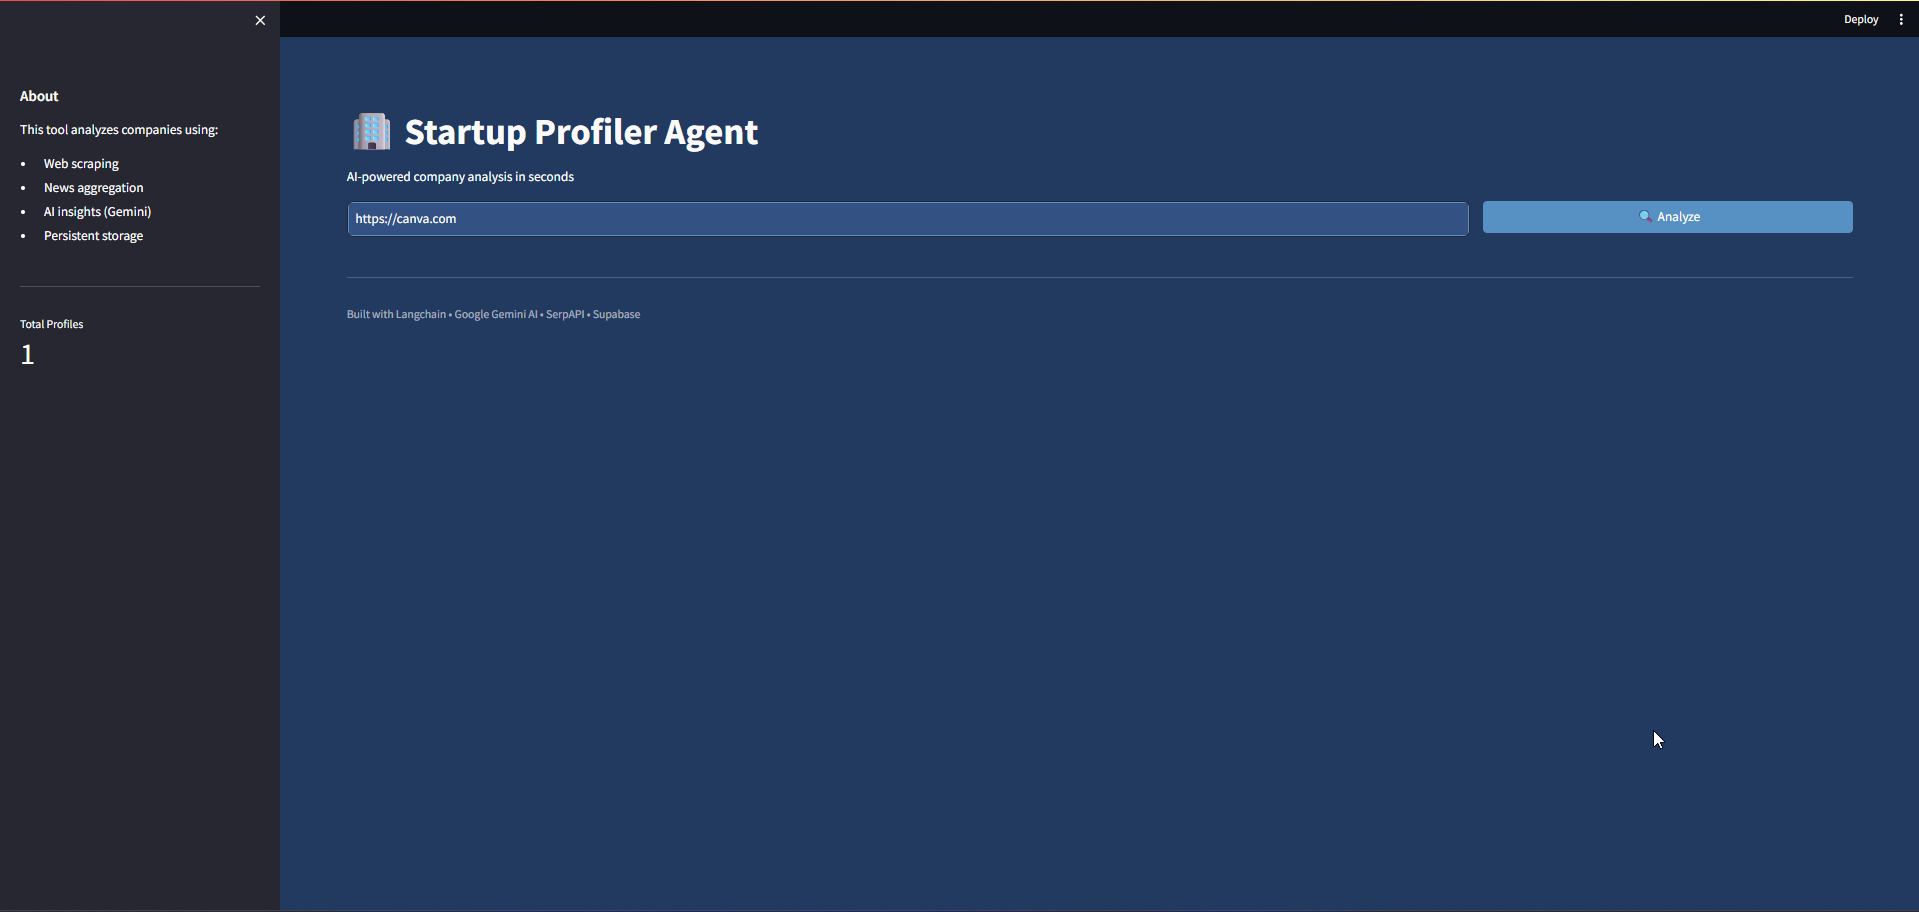 Deploy
About
This tool analyzes companies using:
• Web scraping
• News aggregation
• AI insights (Gemini)
• Persistent storage
Total Profiles
1
Startup Profiler Agent
AI-powered company analysis in seconds
https://canva.com
Analyze
Built with Langchain • Google Gemini AI • SerpAPI • Supabase